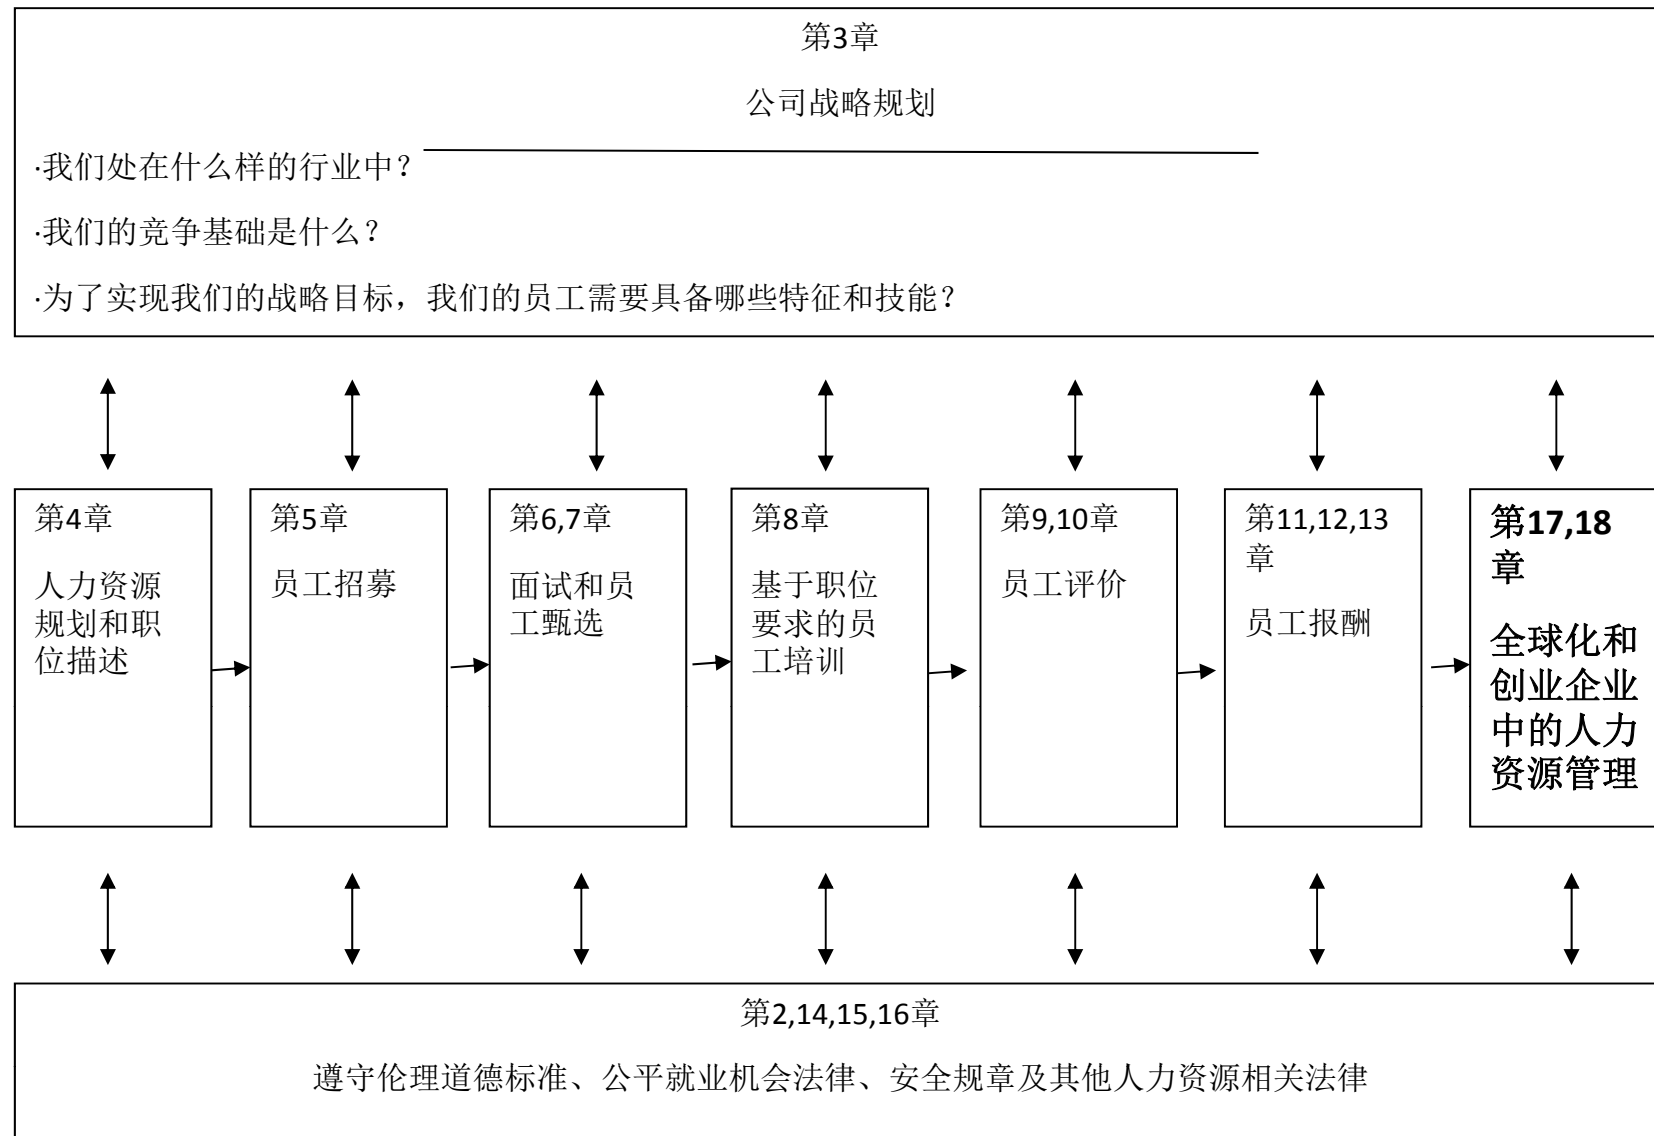 第3章
公司战略规划
·我们处在什么样的行业中？
·我们的竞争基础是什么？
·为了实现我们的战略目标，我们的员工需要具备哪些特征和技能？
第4章
人力资源
规划和职
位描述
第5章
员工招募
第6,7章
面试和员
工甄选
第8章
基于职位
要求的员
工培训
第9,10章
员工评价
第11,12,13
章
员工报酬
第17,18
章
全球化和
创业企业
中的人力
资源管理
第2,14,15,16章
遵守伦理道德标准、公平就业机会法律、安全规章及其他人力资源相关法律